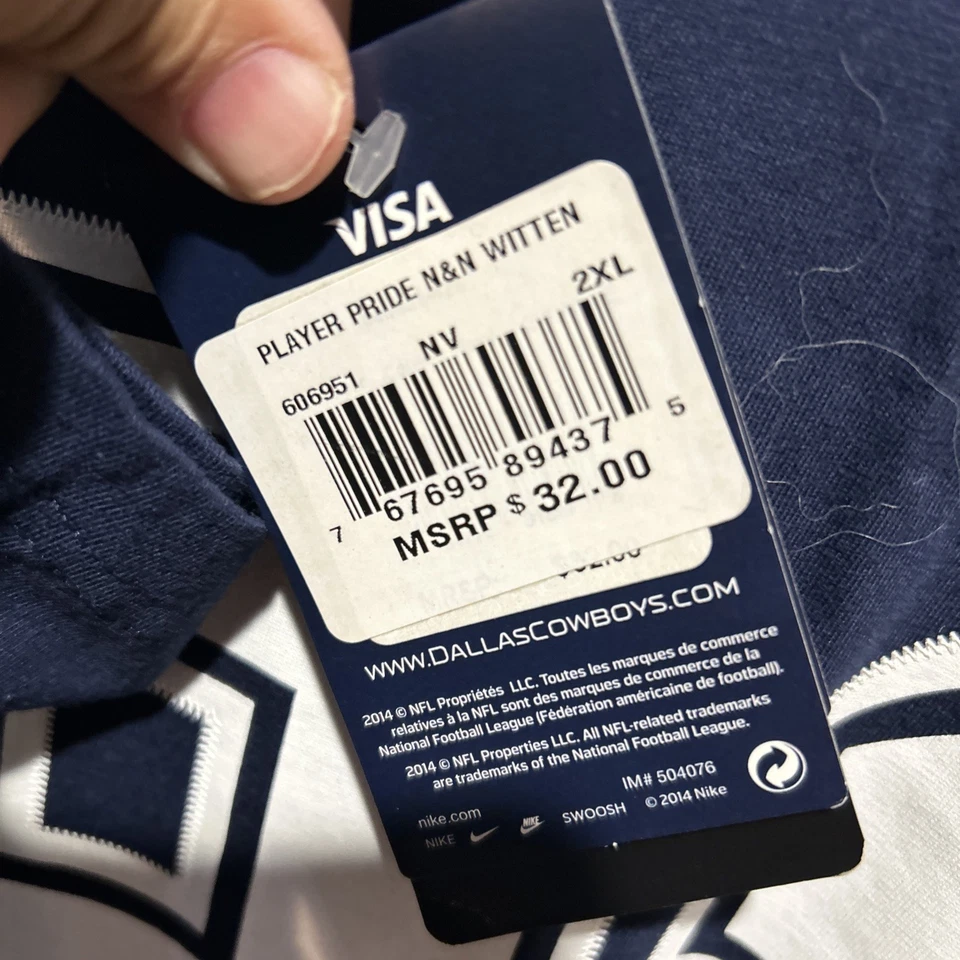 VISA
PLAYER PRIDE N&N WITTEN
606951 NV 2XL
7 67695 89437 5
MSRP $ 32.00
WWW.DALLASCOWBOYS.COM
2014 © NFL Propriétés LLC. Toutes les marques de commerce
relatives à la NFL sont des marques de commerce de la
National Football League (Fédération américaine de football).
2014 © NFL Properties LLC. All NFL-related trademarks
are trademarks of the National Football League.
IM# 504076
nike.com
NIKE NIKE SWOOSH © 2014 Nike